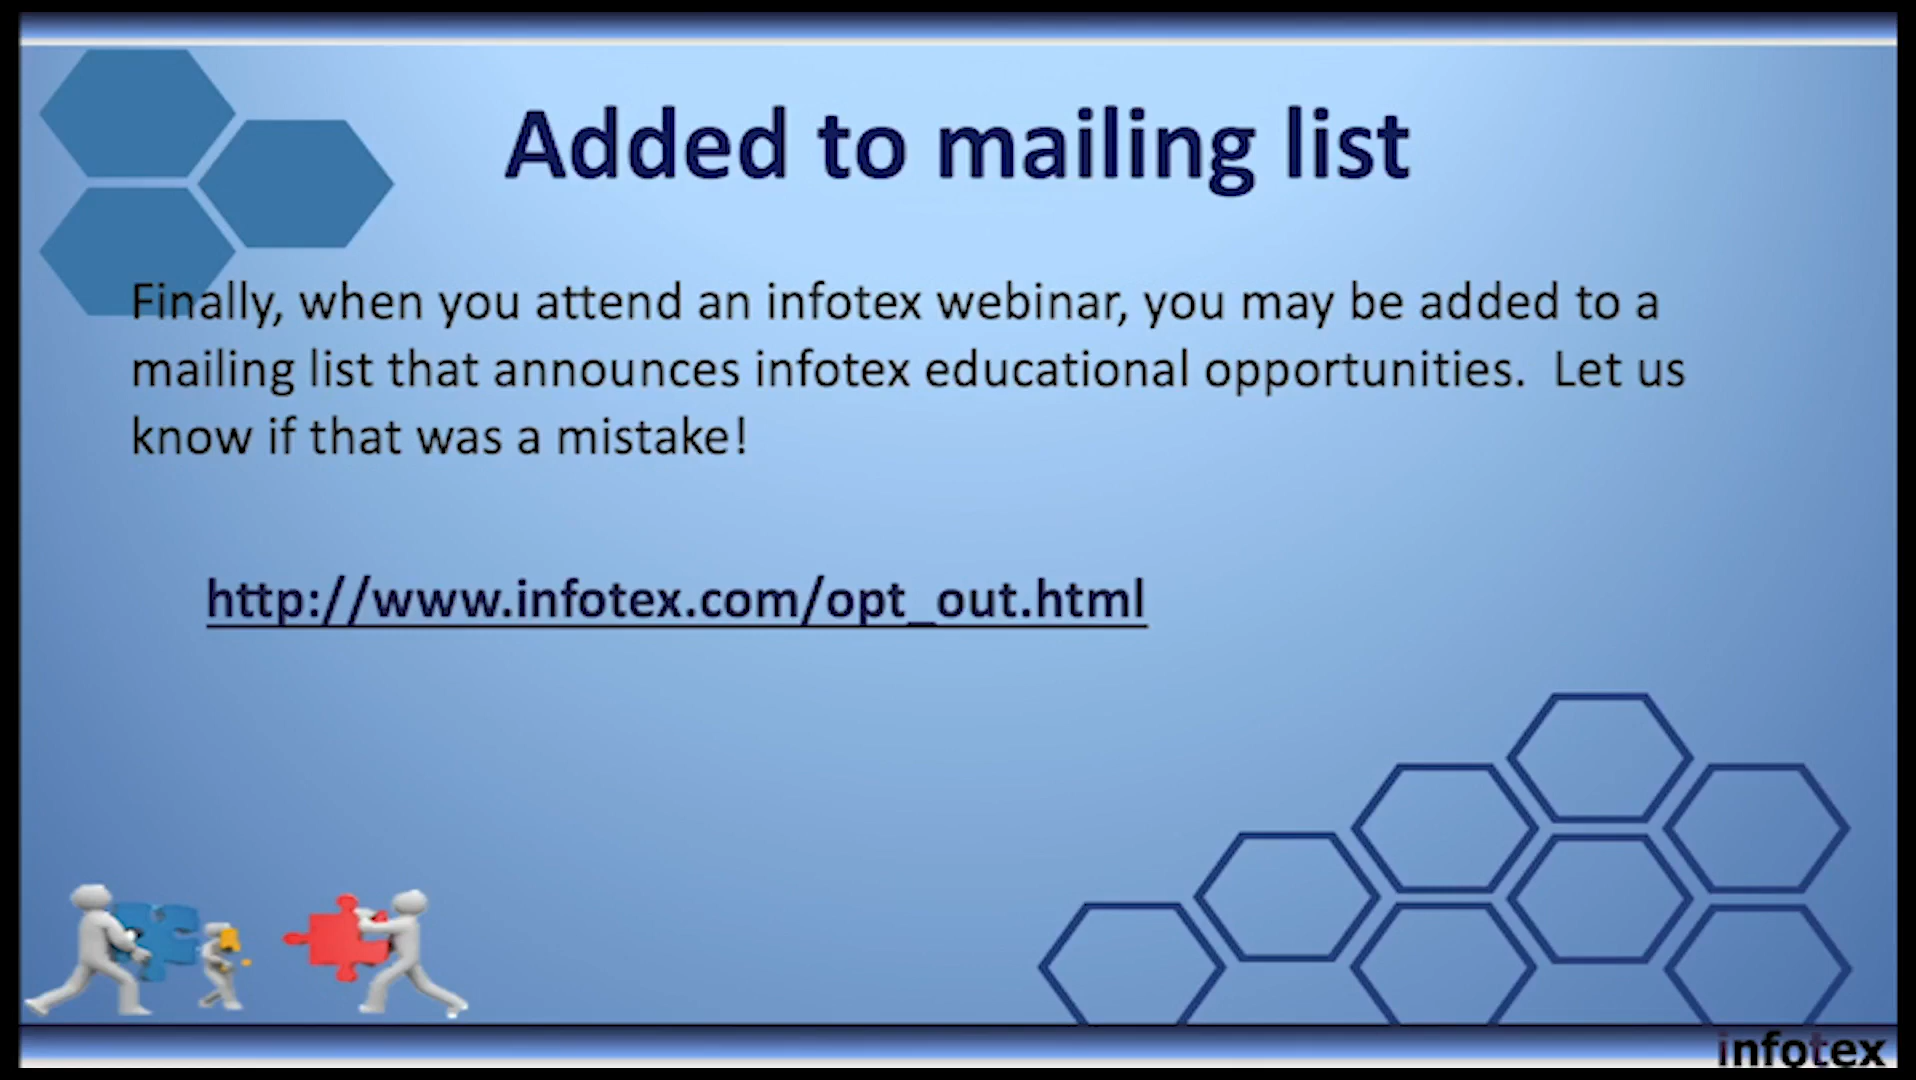 Added to mailing list
Finally, when you attend an infotex webinar, you may be added to a
mailing list that announces infotex educational opportunities.  Let us
know if that was a mistake!
http://www.infotex.com/opt_out.html
infotex